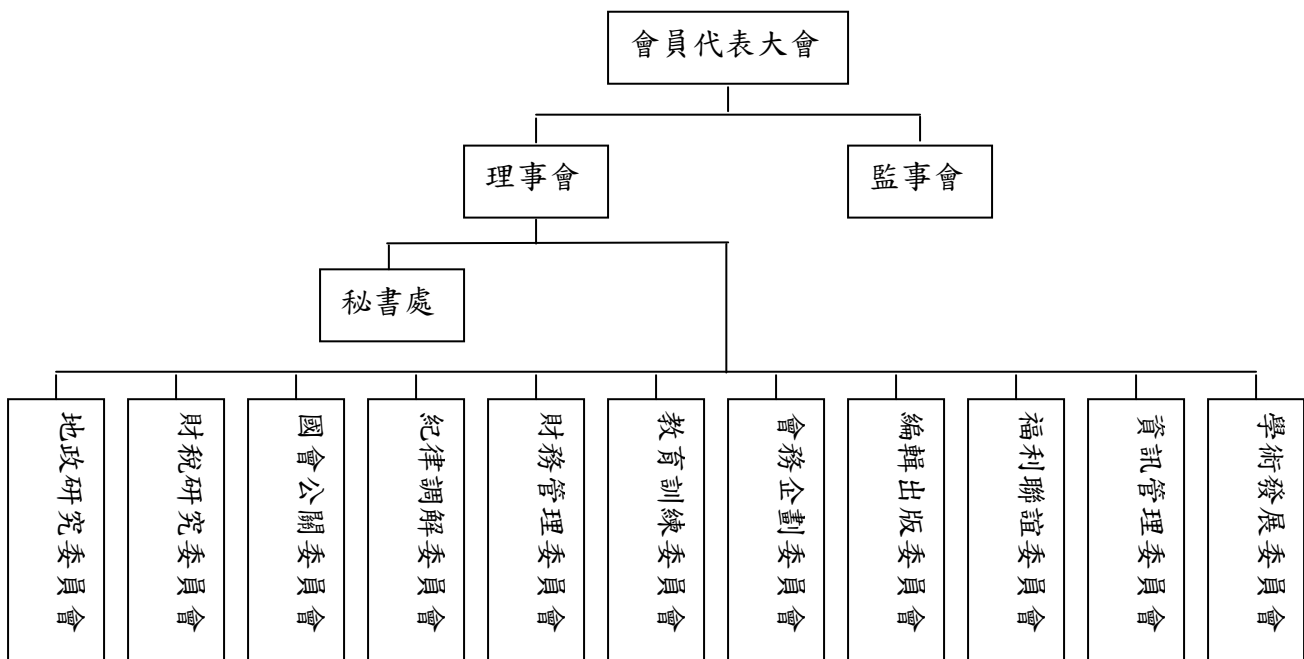 會員代表大會
理事會
監事會
秘書處
地政研究委員會
財稅研究委員會
國會公關委員會
紀律調解委員會
財務管理委員會
教育訓練委員會
會務企劃委員會
編輯出版委員會
福利聯誼委員會
資訊管理委員會
學術發展委員會